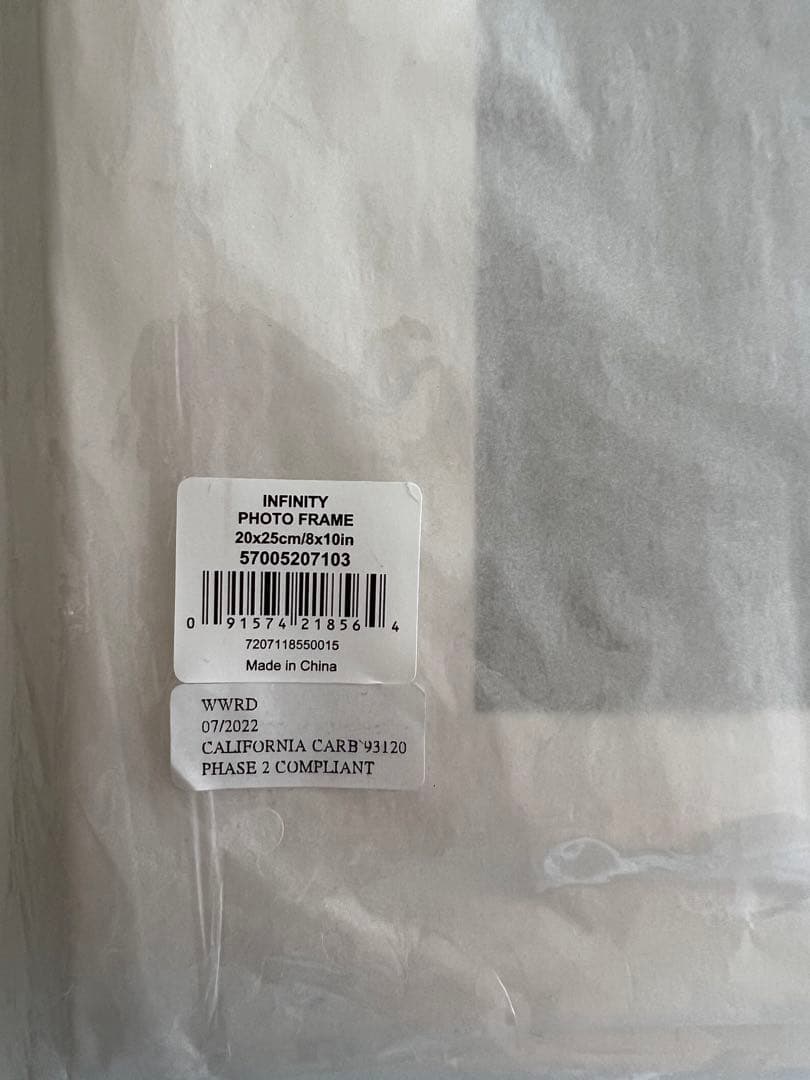 INFINITY
PHOTO FRAME
20x25cm/8x10in
57005207103
0 91574 21856 4
7207118550015
Made in China
WWRD
07/2022
CALIFORNIA CARB 93120
PHASE 2 COMPLIANT